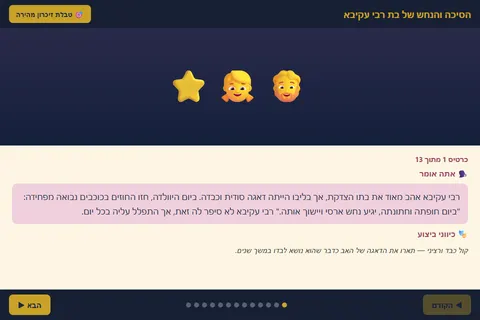 הסיכה והנחש של בת רבי עקיבא
טבלת זיכרון מהירה
כרטיס 1 מתוך 13
אתה אומר
רבי עקיבא אהב מאוד את בתו הצדקת, אך בליבו הייתה דאגה סודית וכבדה. ביום היוולדה, חזו החוזים בכוכבים נבואה מפחידה:
"ביום חופתה וחתונתה, יגיע נחש ארסי ויישוך אותה." רבי עקיבא לא סיפר לה זאת, אך התפלל עליה בכל יום.
כיווני ביצוע
קול כבד ורציני — תארו את הדאגה של האב כדבר שהוא נושא לבדו במשך שנים.
◀ הקודם
הבא ▶